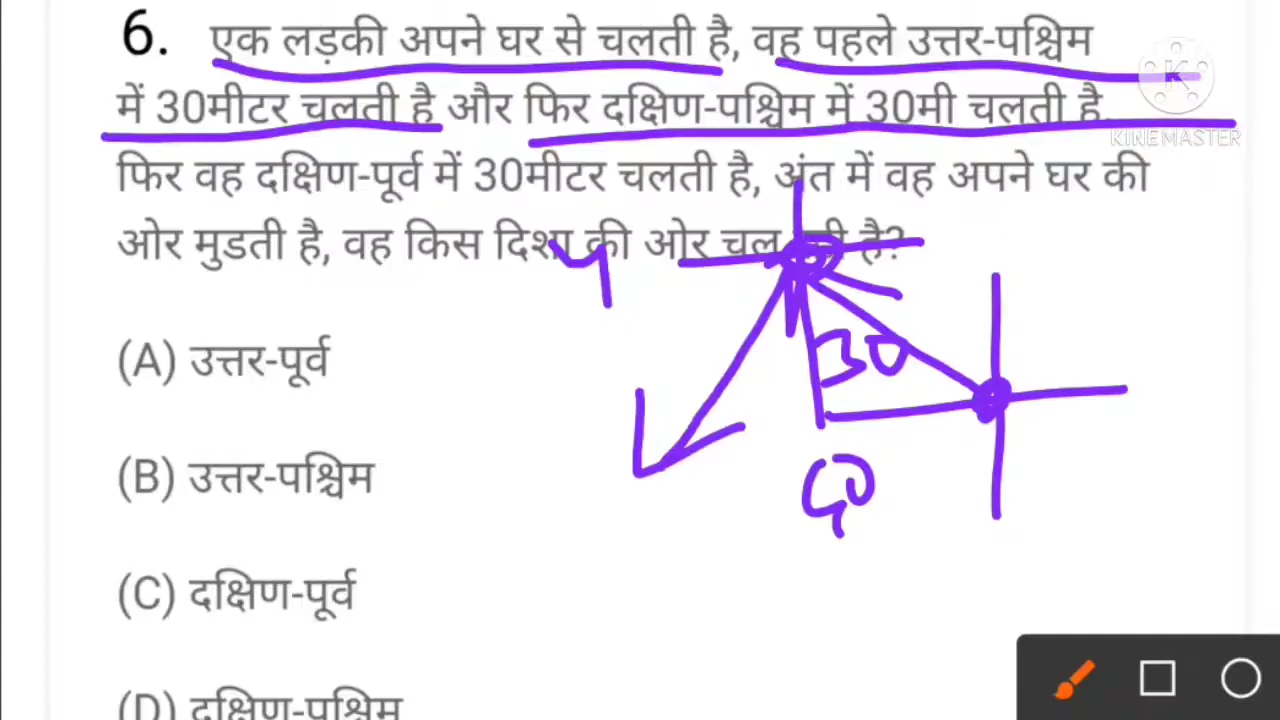 6. एक लड़की अपने घर से चलती है, वह पहले उत्तर-पश्चिम
में 30मीटर चलती है और फिर दक्षिण-पश्चिम में 30मी चलती है.
फिर वह दक्षिण-पूर्व में 30मीटर चलती है, अंत में वह अपने घर की
ओर मुडती है, वह किस दिशा की ओर चल रही है?
(A) उत्तर-पूर्व
(B) उत्तर-पश्चिम
(C) दक्षिण-पूर्व
(D) दक्षिण-पश्चिम
30
द
K
KINEMASTER